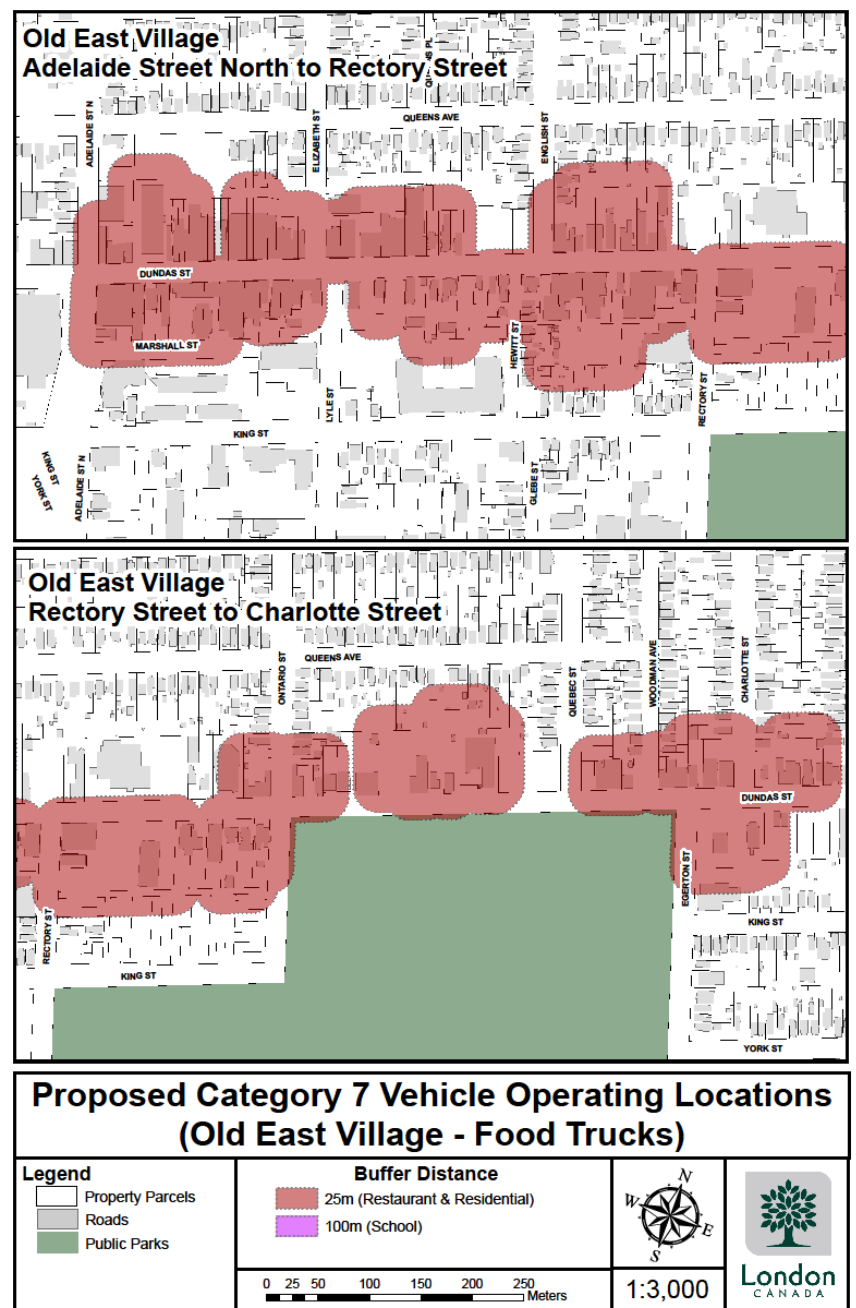 Old East Village
Adelaide Street North to Rectory Street
QUEENS AVE
ADELAIDE ST N
ELIZABETH ST
ENGLISH ST
DUNDAS ST
MARSHALL ST
HEWITT ST
LYLE ST
RECTORY ST
KING ST
KING ST
YORK ST
ADELAIDE ST N
GLEBE ST
Old East Village
Rectory Street to Charlotte Street
ONTARIO ST
QUEENS AVE
QUEBEC ST
WOODMAN AVE
CHARLOTTE ST
DUNDAS ST
EGERTON ST
RECTORY ST
KING ST
KING ST
YORK ST
Proposed Category 7 Vehicle Operating Locations
(Old East Village - Food Trucks)
Legend
Property Parcels
Roads
Public Parks
Buffer Distance
25m (Restaurant & Residential)
100m (School)
0 25 50 100 150 200 250
Meters
N
W
E
S
1:3,000
London
CANADA